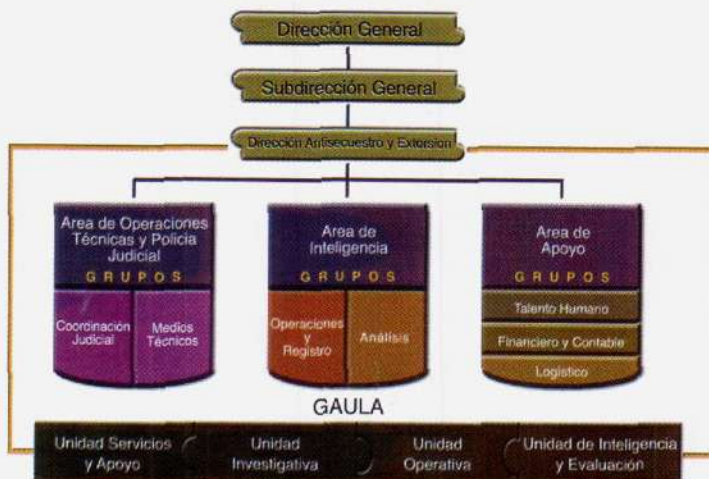 Dirección General
Subdirección General
Dirección Antisecuestro y Extorsion
Area de Operaciones
Técnicas y Policia
Judicial
GRUPOS
Coordinación
Judicial
Medios
Técnicos
Area de
Inteligencia
GRUPOS
Operaciones
y
Registro
Análisis
Area de
Apoyo
GRUPOS
Talento Humano
Financiero y Contable
Logístico
GAULA
Unidad Servicios
y Apoyo
Unidad
Investigativa
Unidad
Operativa
Unidad de Inteligencia
y Evaluación